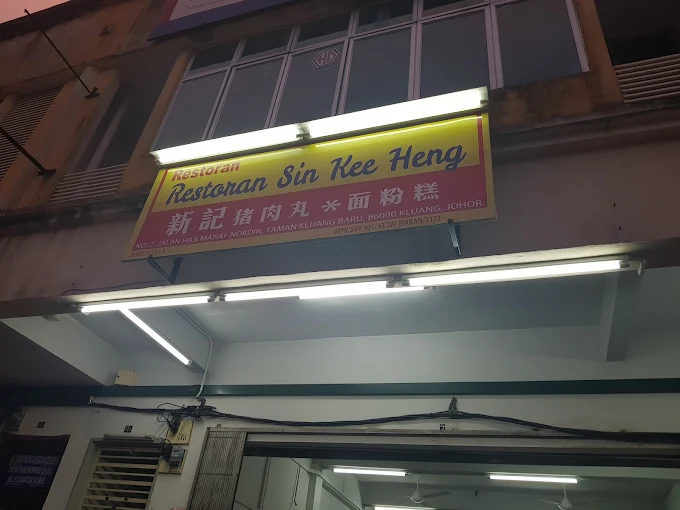 Restoran
Restoran Sin Kee Heng
新記猪肉丸 * 面粉糕
NO. 7, JALAN HAJI MANAF NORDIN, TAMAN KLUANG BARU, 86000 KLUANG, JOHOR.